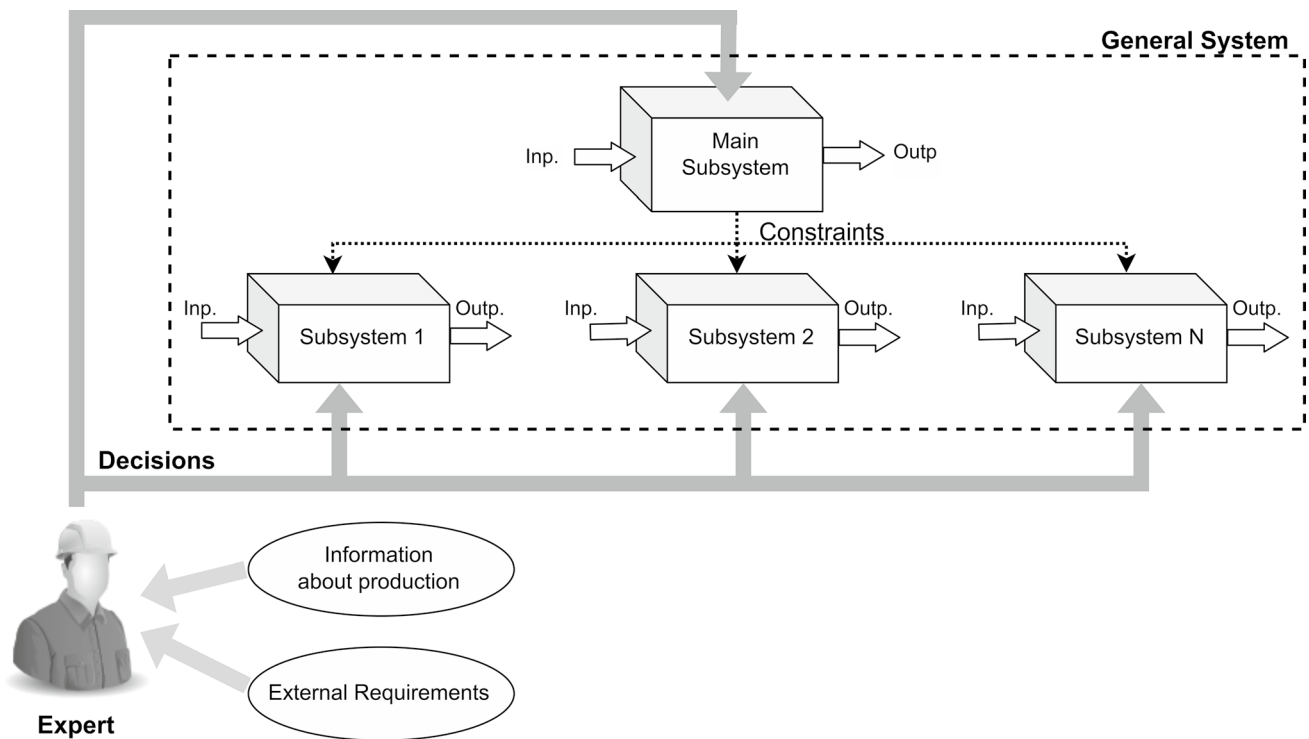 General System
Main
Subsystem
Inp.
Outp
Constraints
Inp.
Outp.
Inp.
Outp.
Inp.
Outp.
Subsystem 1
Subsystem 2
Subsystem N
Decisions
Information
about production
External Requirements
Expert